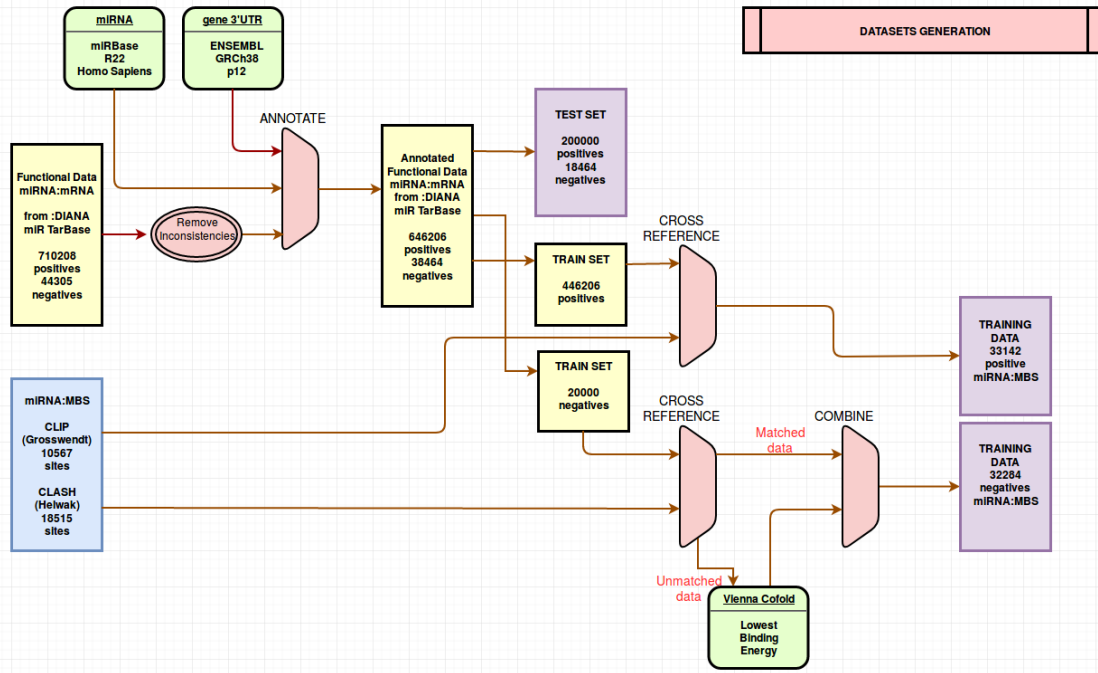 miRNA
miRBase
R22
Homo Sapiens
gene 3'UTR
ENSEMBL
GRCh38
p12
DATASETS GENERATION
ANNOTATE
Functional Data
miRNA:mRNA
from :DIANA
miR TarBase
710208
positives
44305
negatives
Remove
Inconsistencies
Annotated
Functional Data
miRNA:mRNA
from :DIANA
miR TarBase
646206
positives
38464
negatives
TEST SET
200000
positives
18464
negatives
TRAIN SET
446206
positives
CROSS
REFERENCE
TRAINING
DATA
33142
positive
miRNA:MBS
TRAIN SET
20000
negatives
miRNA:MBS
CLIP
(Grosswendt)
10567
sites
CLASH
(Helwak)
18515
sites
CROSS
REFERENCE
Matched
data
COMBINE
TRAINING
DATA
32284
negatives
miRNA:MBS
Unmatched
data
Vienna Cofold
Lowest
Binding
Energy